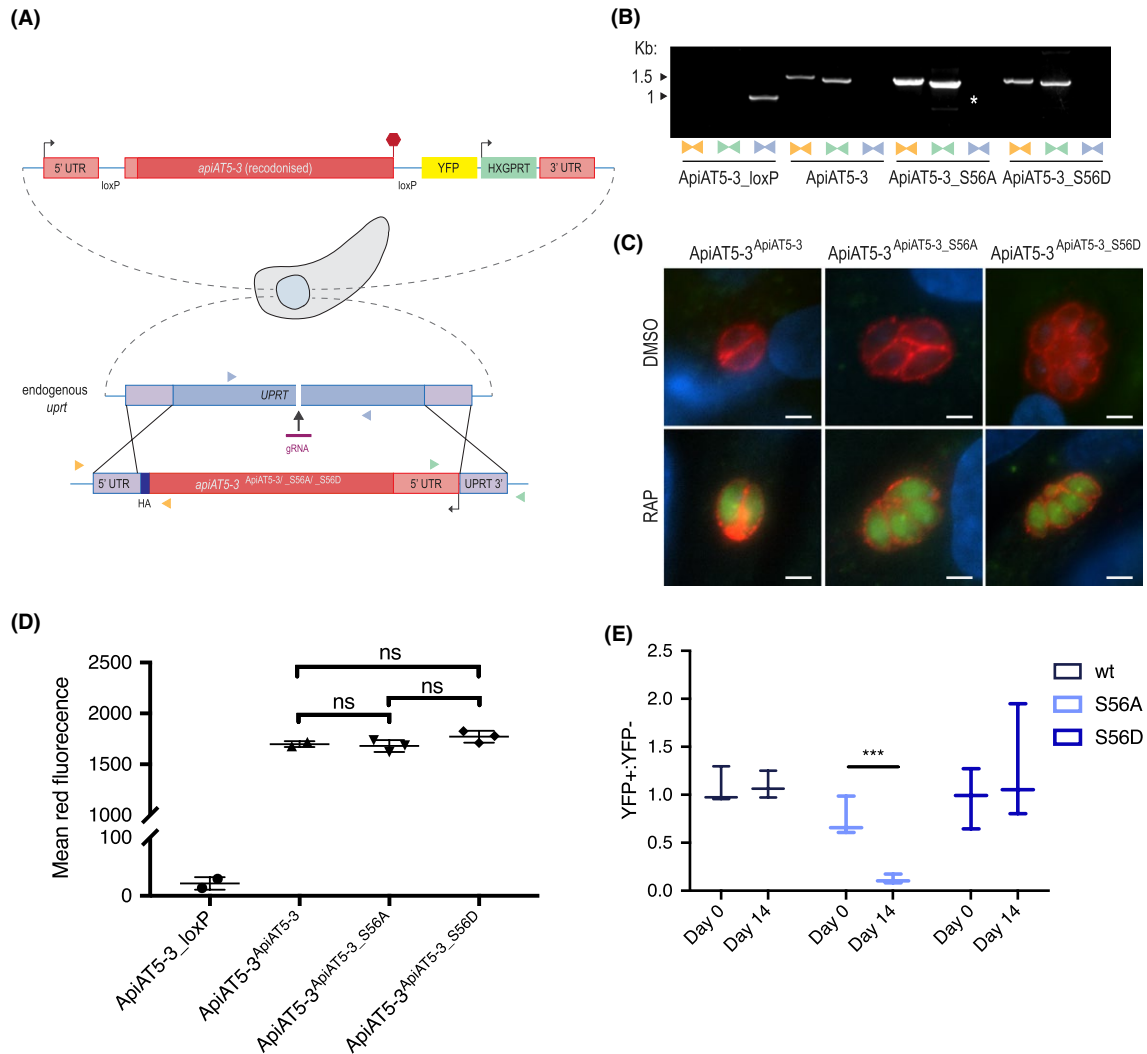 (A)
5' UTR
loxP
apiAT5-3 (recodonised)
loxP
YFP
HXGPRT
3' UTR
endogenous
uprt
UPRT
gRNA
5' UTR
HA
apiAT5-3 ApiAT5-3/ _S56A/ _S56D
5' UTR
UPRT 3'
(B)
Kb:
1.5
1
*
ApiAT5-3_loxP
ApiAT5-3
ApiAT5-3_S56A
ApiAT5-3_S56D
(C)
ApiAT5-3ApiAT5-3
ApiAT5-3ApiAT5-3_S56A
ApiAT5-3ApiAT5-3_S56D
DMSO
RAP
(D)
Mean red fluorecence
2500
2000
1500
1000
100
0
ns
ns
ns
ApiAT5-3_loxP
ApiAT5-3ApiAT5-3
ApiAT5-3ApiAT5-3_S56A
ApiAT5-3ApiAT5-3_S56D
(E)
YFP+:YFP-
2.5
2.0
1.5
1.0
0.5
0.0
***
Day 0
Day 14
Day 0
Day 14
Day 0
Day 14
wt
S56A
S56D